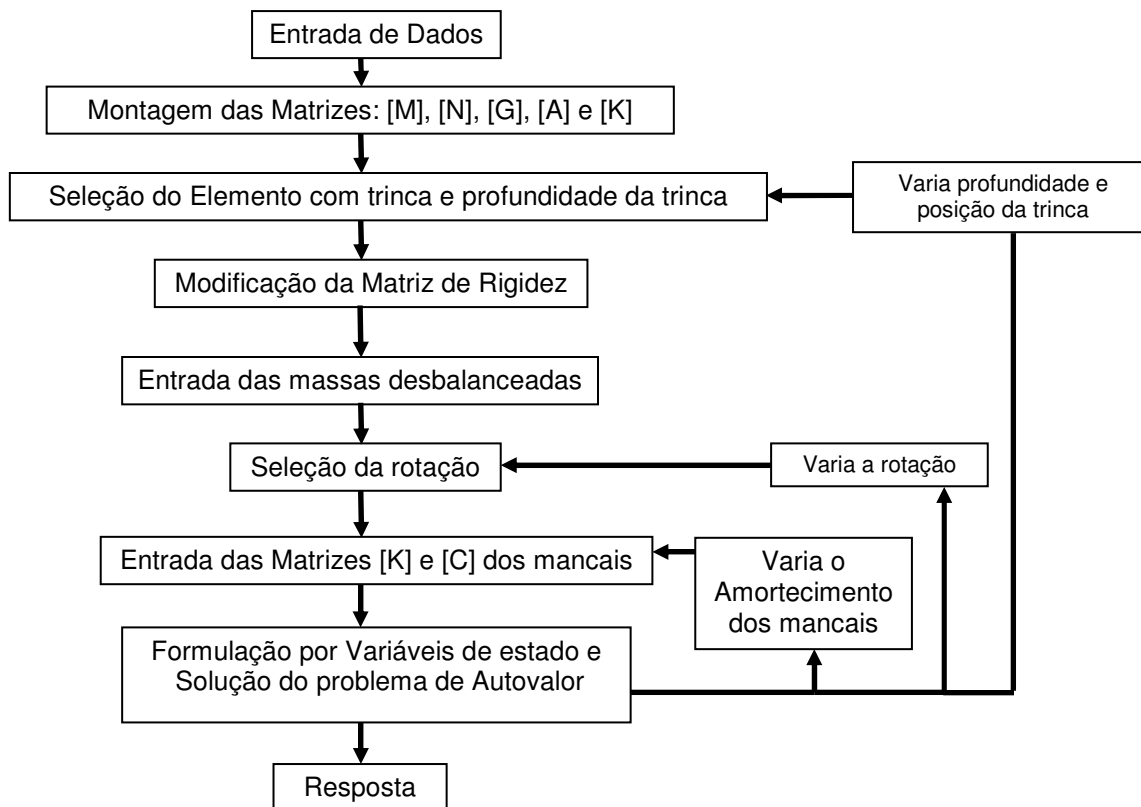 Entrada de Dados
Montagem das Matrizes: [M], [N], [G], [A] e [K]
Seleção do Elemento com trinca e profundidade da trinca
Varia profundidade e
posição da trinca
Modificação da Matriz de Rigidez
Entrada das massas desbalanceadas
Seleção da rotação
Varia a rotação
Entrada das Matrizes [K] e [C] dos mancais
Varia o
Amortecimento
dos mancais
Formulação por Variáveis de estado e
Solução do problema de Autovalor
Resposta